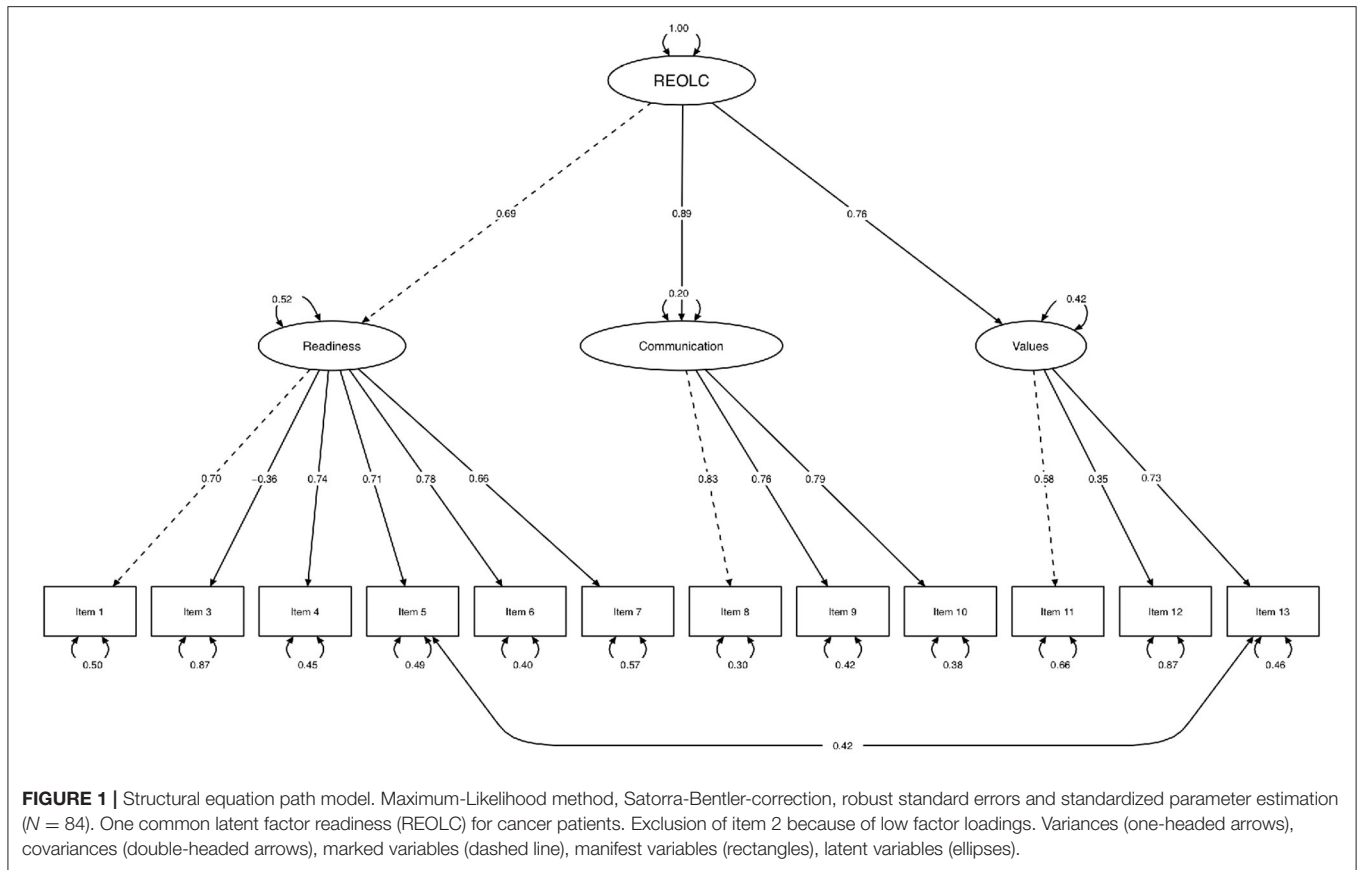 1.00
REOLC
0.69
0.89
0.76
0.52
0.20
0.42
Readiness
Communication
Values
0.70
−0.36
0.74
0.71
0.78
0.66
0.83
0.76
0.79
0.58
0.35
0.73
Item 1
Item 3
Item 4
Item 5
Item 6
Item 7
Item 8
Item 9
Item 10
Item 11
Item 12
Item 13
0.50
0.87
0.45
0.49
0.40
0.57
0.30
0.42
0.38
0.66
0.87
0.46
0.42
FIGURE 1 | Structural equation path model. Maximum-Likelihood method, Satorra-Bentler-correction, robust standard errors and standardized parameter estimation
(N = 84). One common latent factor readiness (REOLC) for cancer patients. Exclusion of item 2 because of low factor loadings. Variances (one-headed arrows),
covariances (double-headed arrows), marked variables (dashed line), manifest variables (rectangles), latent variables (ellipses).